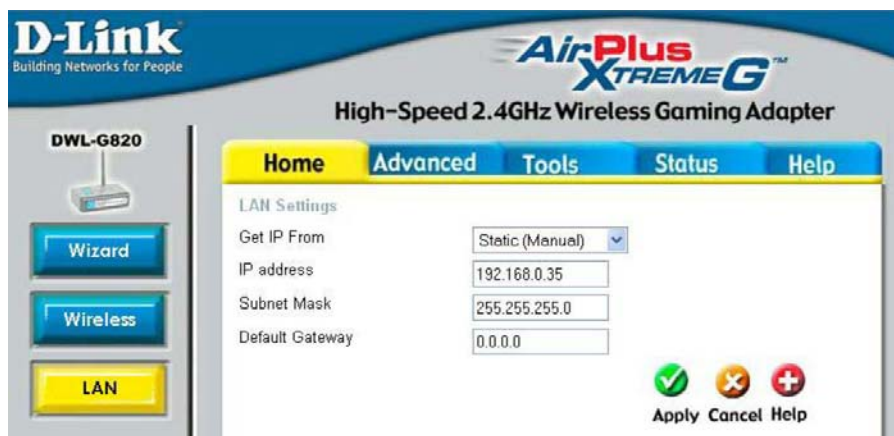 D-Link
Building Networks for People
AirPlus
XTREME G™
High-Speed 2.4GHz Wireless Gaming Adapter
DWL-G820
Home Advanced Tools Status Help
LAN Settings
Get IP From Static (Manual)
IP address 192.168.0.35
Subnet Mask 255.255.255.0
Default Gateway 0.0.0.0
Wizard
Wireless
LAN
Apply Cancel Help